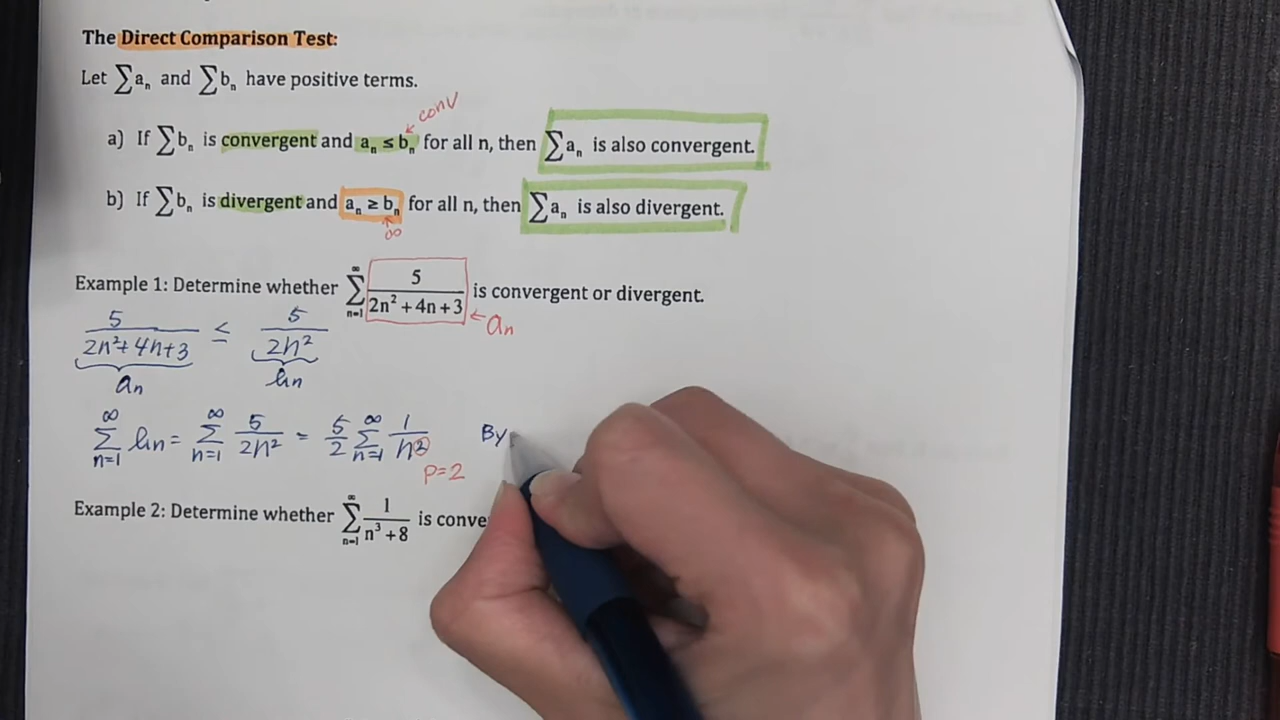 The Direct Comparison Test:
Let ∑aₙ and ∑bₙ have positive terms.
conv
a) If ∑bₙ is convergent and aₙ ≤ bₙ for all n, then ∑aₙ is also convergent.
b) If ∑bₙ is divergent and aₙ ≥ bₙ for all n, then ∑aₙ is also divergent.
∞
Example 1: Determine whether ∑_{n=1}^{∞} 5/(2n²+4n+3) is convergent or divergent.
aₙ
5/(2n²+4n+3) ≤ 5/(2n²)
aₙ bₙ
∑_{n=1}^{∞} bₙ = ∑_{n=1}^{∞} 5/(2n²) = 5/2 ∑_{n=1}^{∞} 1/n² By
P=2
Example 2: Determine whether ∑_{n=1}^{∞} 1/(n³+8) is conve